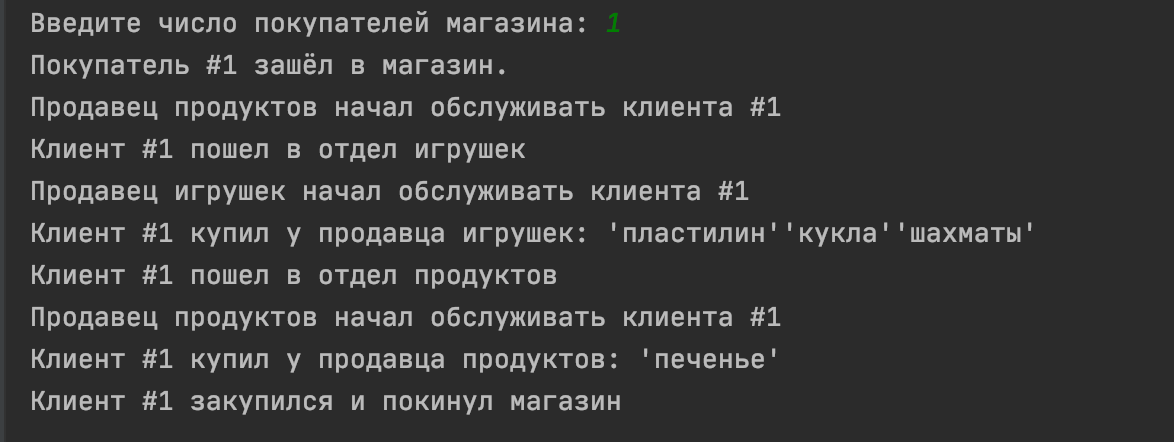 Введите число покупателей магазина: 1
Покупатель #1 зашёл в магазин.
Продавец продуктов начал обслуживать клиента #1
Клиент #1 пошел в отдел игрушек
Продавец игрушек начал обслуживать клиента #1
Клиент #1 купил у продавца игрушек: 'пластилин''кукла''шахматы'
Клиент #1 пошел в отдел продуктов
Продавец продуктов начал обслуживать клиента #1
Клиент #1 купил у продавца продуктов: 'печенье'
Клиент #1 закупился и покинул магазин